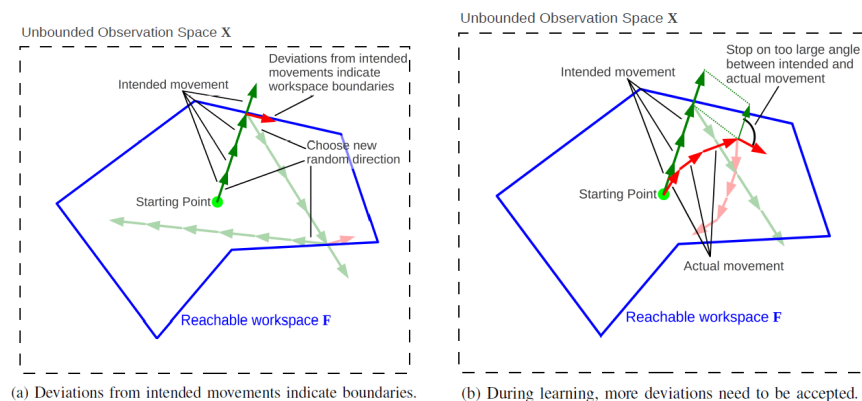 Unbounded Observation Space X
Intended movement
Deviations from intended
movements indicate
workspace boundaries
Choose new
random direction
Starting Point
Reachable workspace F
(a) Deviations from intended movements indicate boundaries.
Unbounded Observation Space X
Intended movement
Stop on too large angle
between intended and
actual movement
Starting Point
Actual movement
Reachable workspace F
(b) During learning, more deviations need to be accepted.